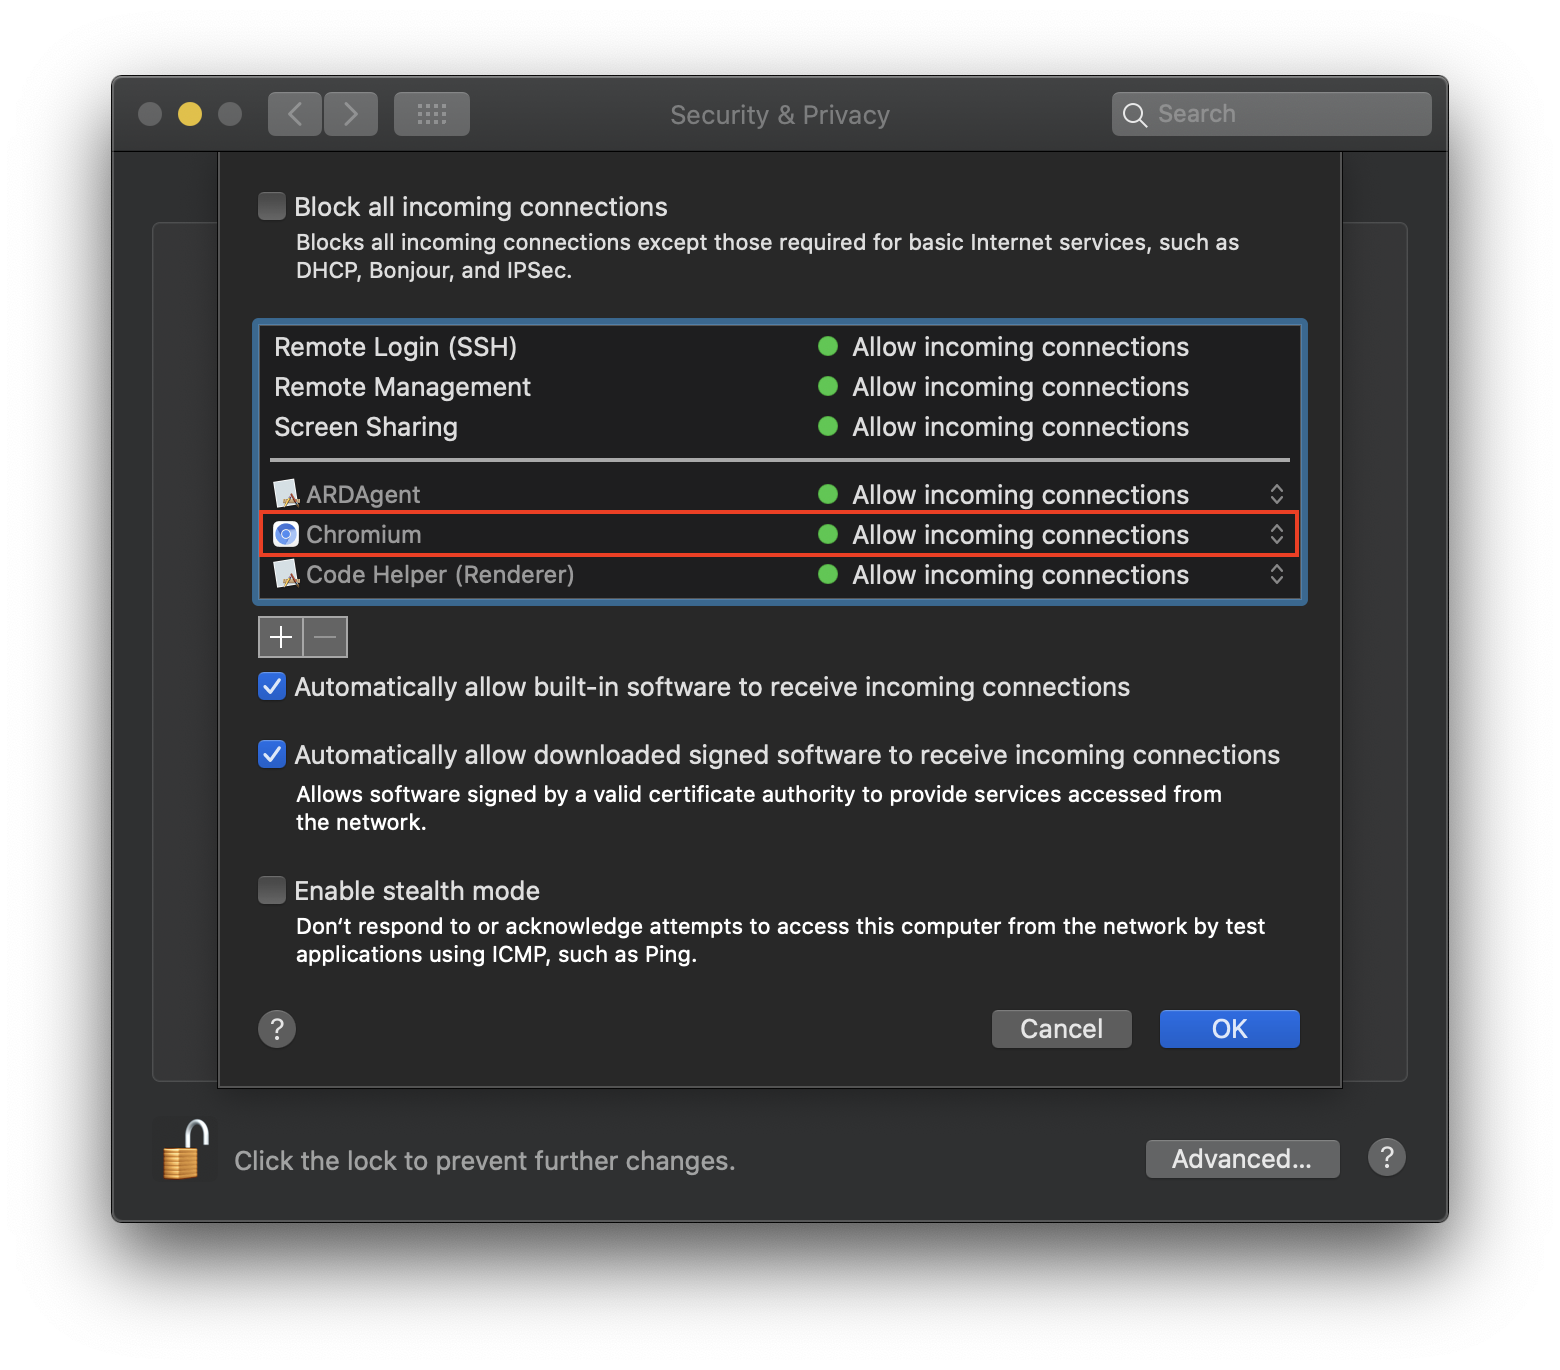 Security & Privacy
Search
Block all incoming connections
Blocks all incoming connections except those required for basic Internet services, such as
DHCP, Bonjour, and IPSec.
Remote Login (SSH) Allow incoming connections
Remote Management Allow incoming connections
Screen Sharing Allow incoming connections
ARDAgent Allow incoming connections
Chromium Allow incoming connections
Code Helper (Renderer) Allow incoming connections
Automatically allow built-in software to receive incoming connections
Automatically allow downloaded signed software to receive incoming connections
Allows software signed by a valid certificate authority to provide services accessed from
the network.
Enable stealth mode
Don‘t respond to or acknowledge attempts to access this computer from the network by test
applications using ICMP, such as Ping.
? Cancel OK
Click the lock to prevent further changes. Advanced... ?